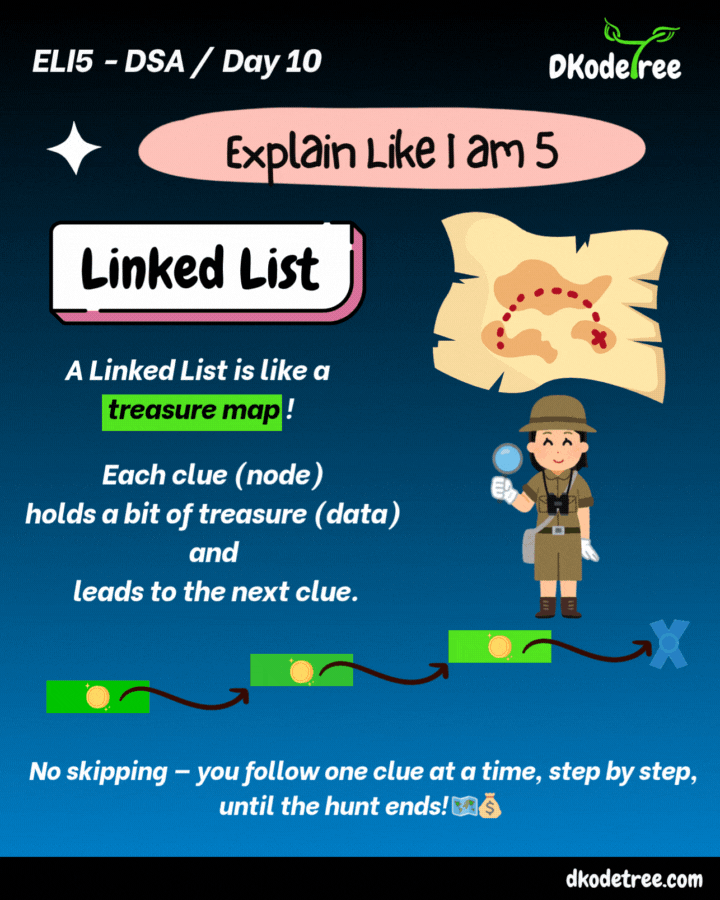 ELI5 - DSA / Day 10
DKodeTree
Explain Like I am 5
Linked List
A Linked List is like a
treasure map!
Each clue (node)
holds a bit of treasure (data)
and
leads to the next clue.
No skipping – you follow one clue at a time, step by step,
until the hunt ends!🗺️💰
dkodetree.com